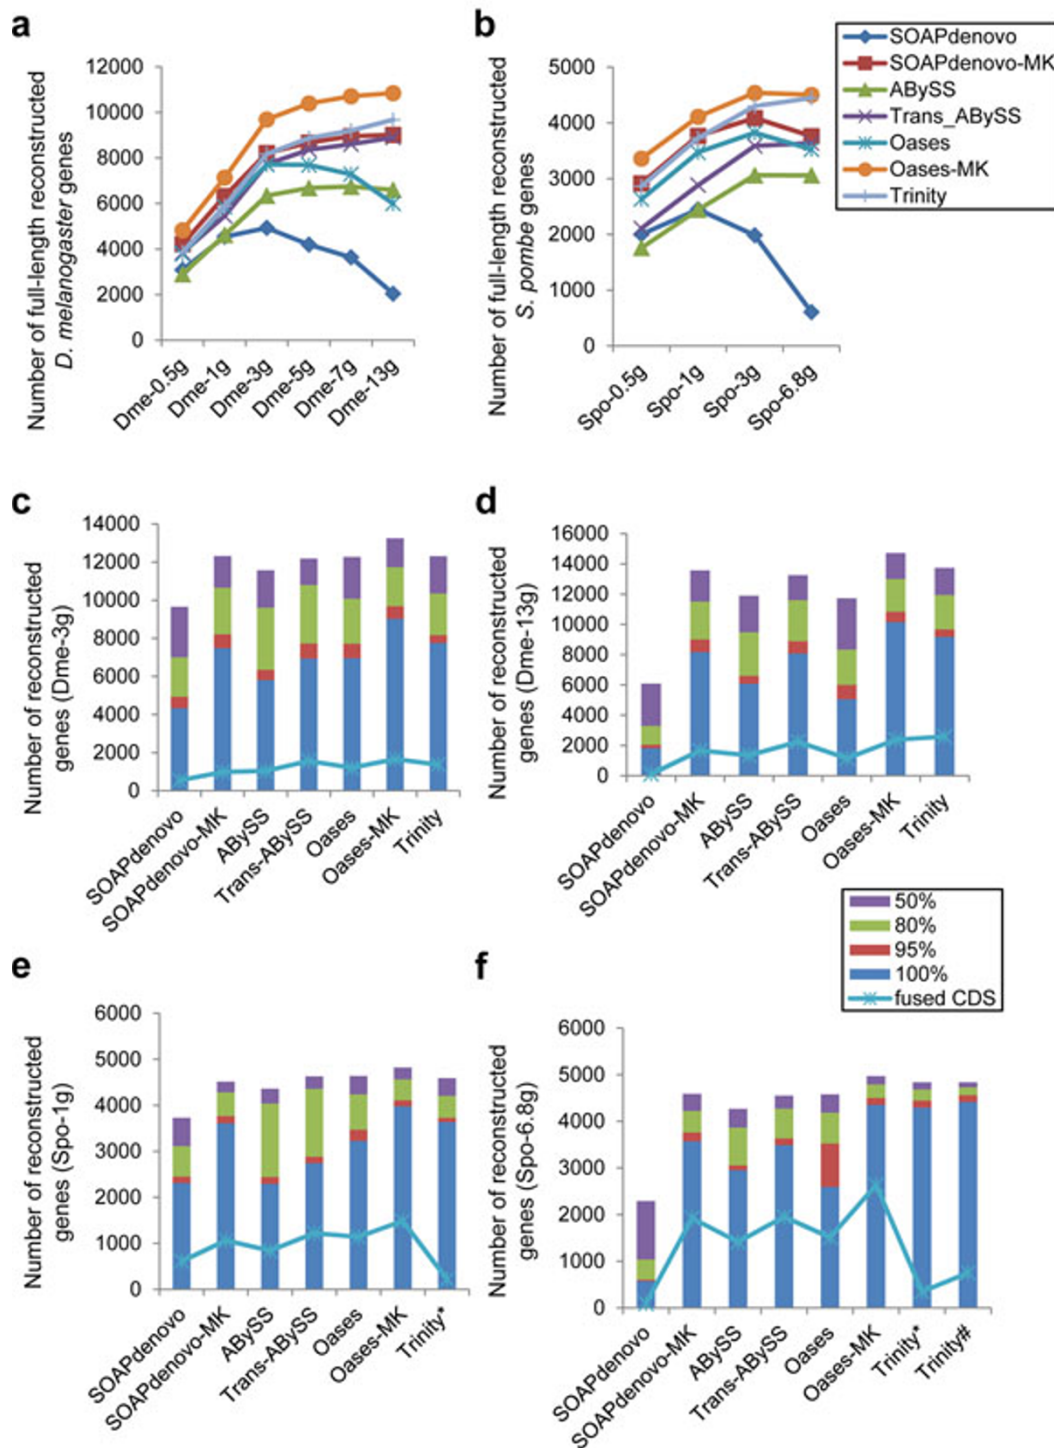 a
Number of full-length reconstructed
D. melanogaster genes
12000
10000
8000
6000
4000
2000
0
Dme-0.5g
Dme-1g
Dme-3g
Dme-5g
Dme-7g
Dme-13g
b
Number of full-length reconstructed
S. pombe genes
5000
4000
3000
2000
1000
0
Spo-0.5g
Spo-1g
Spo-3g
Spo-6.8g
SOAPdenovo
SOAPdenovo-MK
ABySS
Trans_ABySS
Oases
Oases-MK
Trinity
c
Number of reconstructed
genes (Dme-3g)
14000
12000
10000
8000
6000
4000
2000
0
SOAPdenovo
SOAPdenovo-MK
ABySS
Trans-ABySS
Oases
Oases-MK
Trinity
d
Number of reconstructed
genes (Dme-13g)
16000
14000
12000
10000
8000
6000
4000
2000
0
SOAPdenovo
SOAPdenovo-MK
ABySS
Trans-ABySS
Oases
Oases-MK
Trinity
50%
80%
95%
100%
fused CDS
e
Number of reconstructed
genes (Spo-1g)
6000
5000
4000
3000
2000
1000
0
SOAPdenovo
SOAPdenovo-MK
ABySS
Trans-ABySS
Oases
Oases-MK
Trinity*
f
Number of reconstructed
genes (Spo-6.8g)
6000
5000
4000
3000
2000
1000
0
SOAPdenovo
SOAPdenovo-MK
ABySS
Trans-ABySS
Oases
Oases-MK
Trinity*
Trinity#